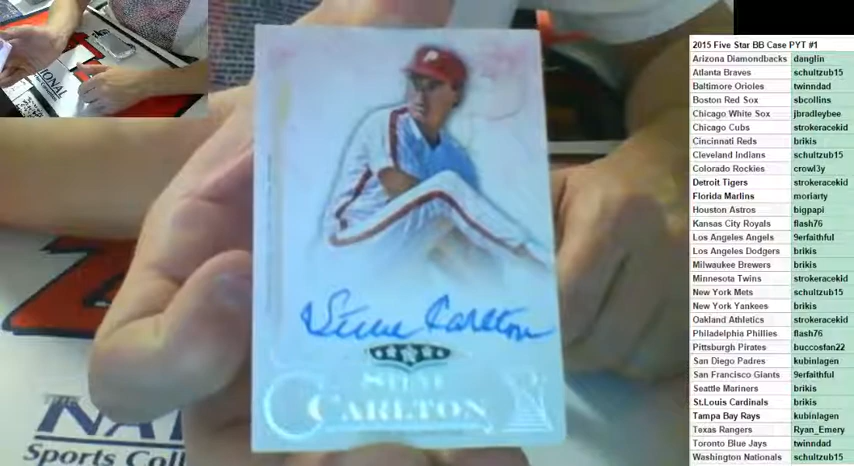 2015 Five Star BB Case PYT #1
Arizona Diamondbacks danglin
Atlanta Braves schultzub15
Baltimore Orioles twinndad
Boston Red Sox sbcollins
Chicago White Sox jbradleybee
Chicago Cubs strokeracekid
Cincinnati Reds brikis
Cleveland Indians schultzub15
Colorado Rockies crowl3y
Detroit Tigers strokeracekid
Florida Marlins moriarty
Houston Astros bigpapi
Kansas City Royals flash76
Los Angeles Angels 9erfaithful
Los Angeles Dodgers brikis
Milwaukee Brewers brikis
Minnesota Twins strokeracekid
New York Mets schultzub15
New York Yankees brikis
Oakland Athletics strokeracekid
Philadelphia Phillies flash76
Pittsburgh Pirates buccosfan22
San Diego Padres kubinlagen
San Francisco Giants 9erfaithful
Seattle Mariners brikis
St.Louis Cardinals brikis
Tampa Bay Rays kubinlagen
Texas Rangers Ryan_Emery
Toronto Blue Jays twinndad
Washington Nationals schultzub15
P
Steve Carlton
STEVE
CARLTON
THE
NAT
Sports Coll